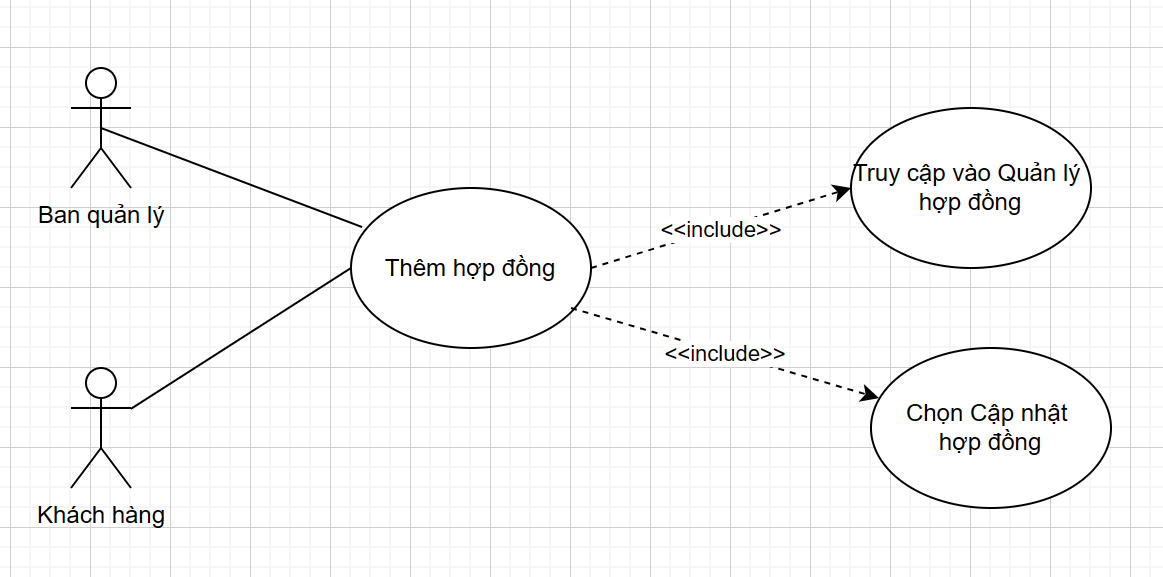 Ban quản lý
Thêm hợp đồng
Khách hàng
<<include>>
<<include>>
Truy cập vào Quản lý
hợp đồng
Chọn Cập nhật
hợp đồng